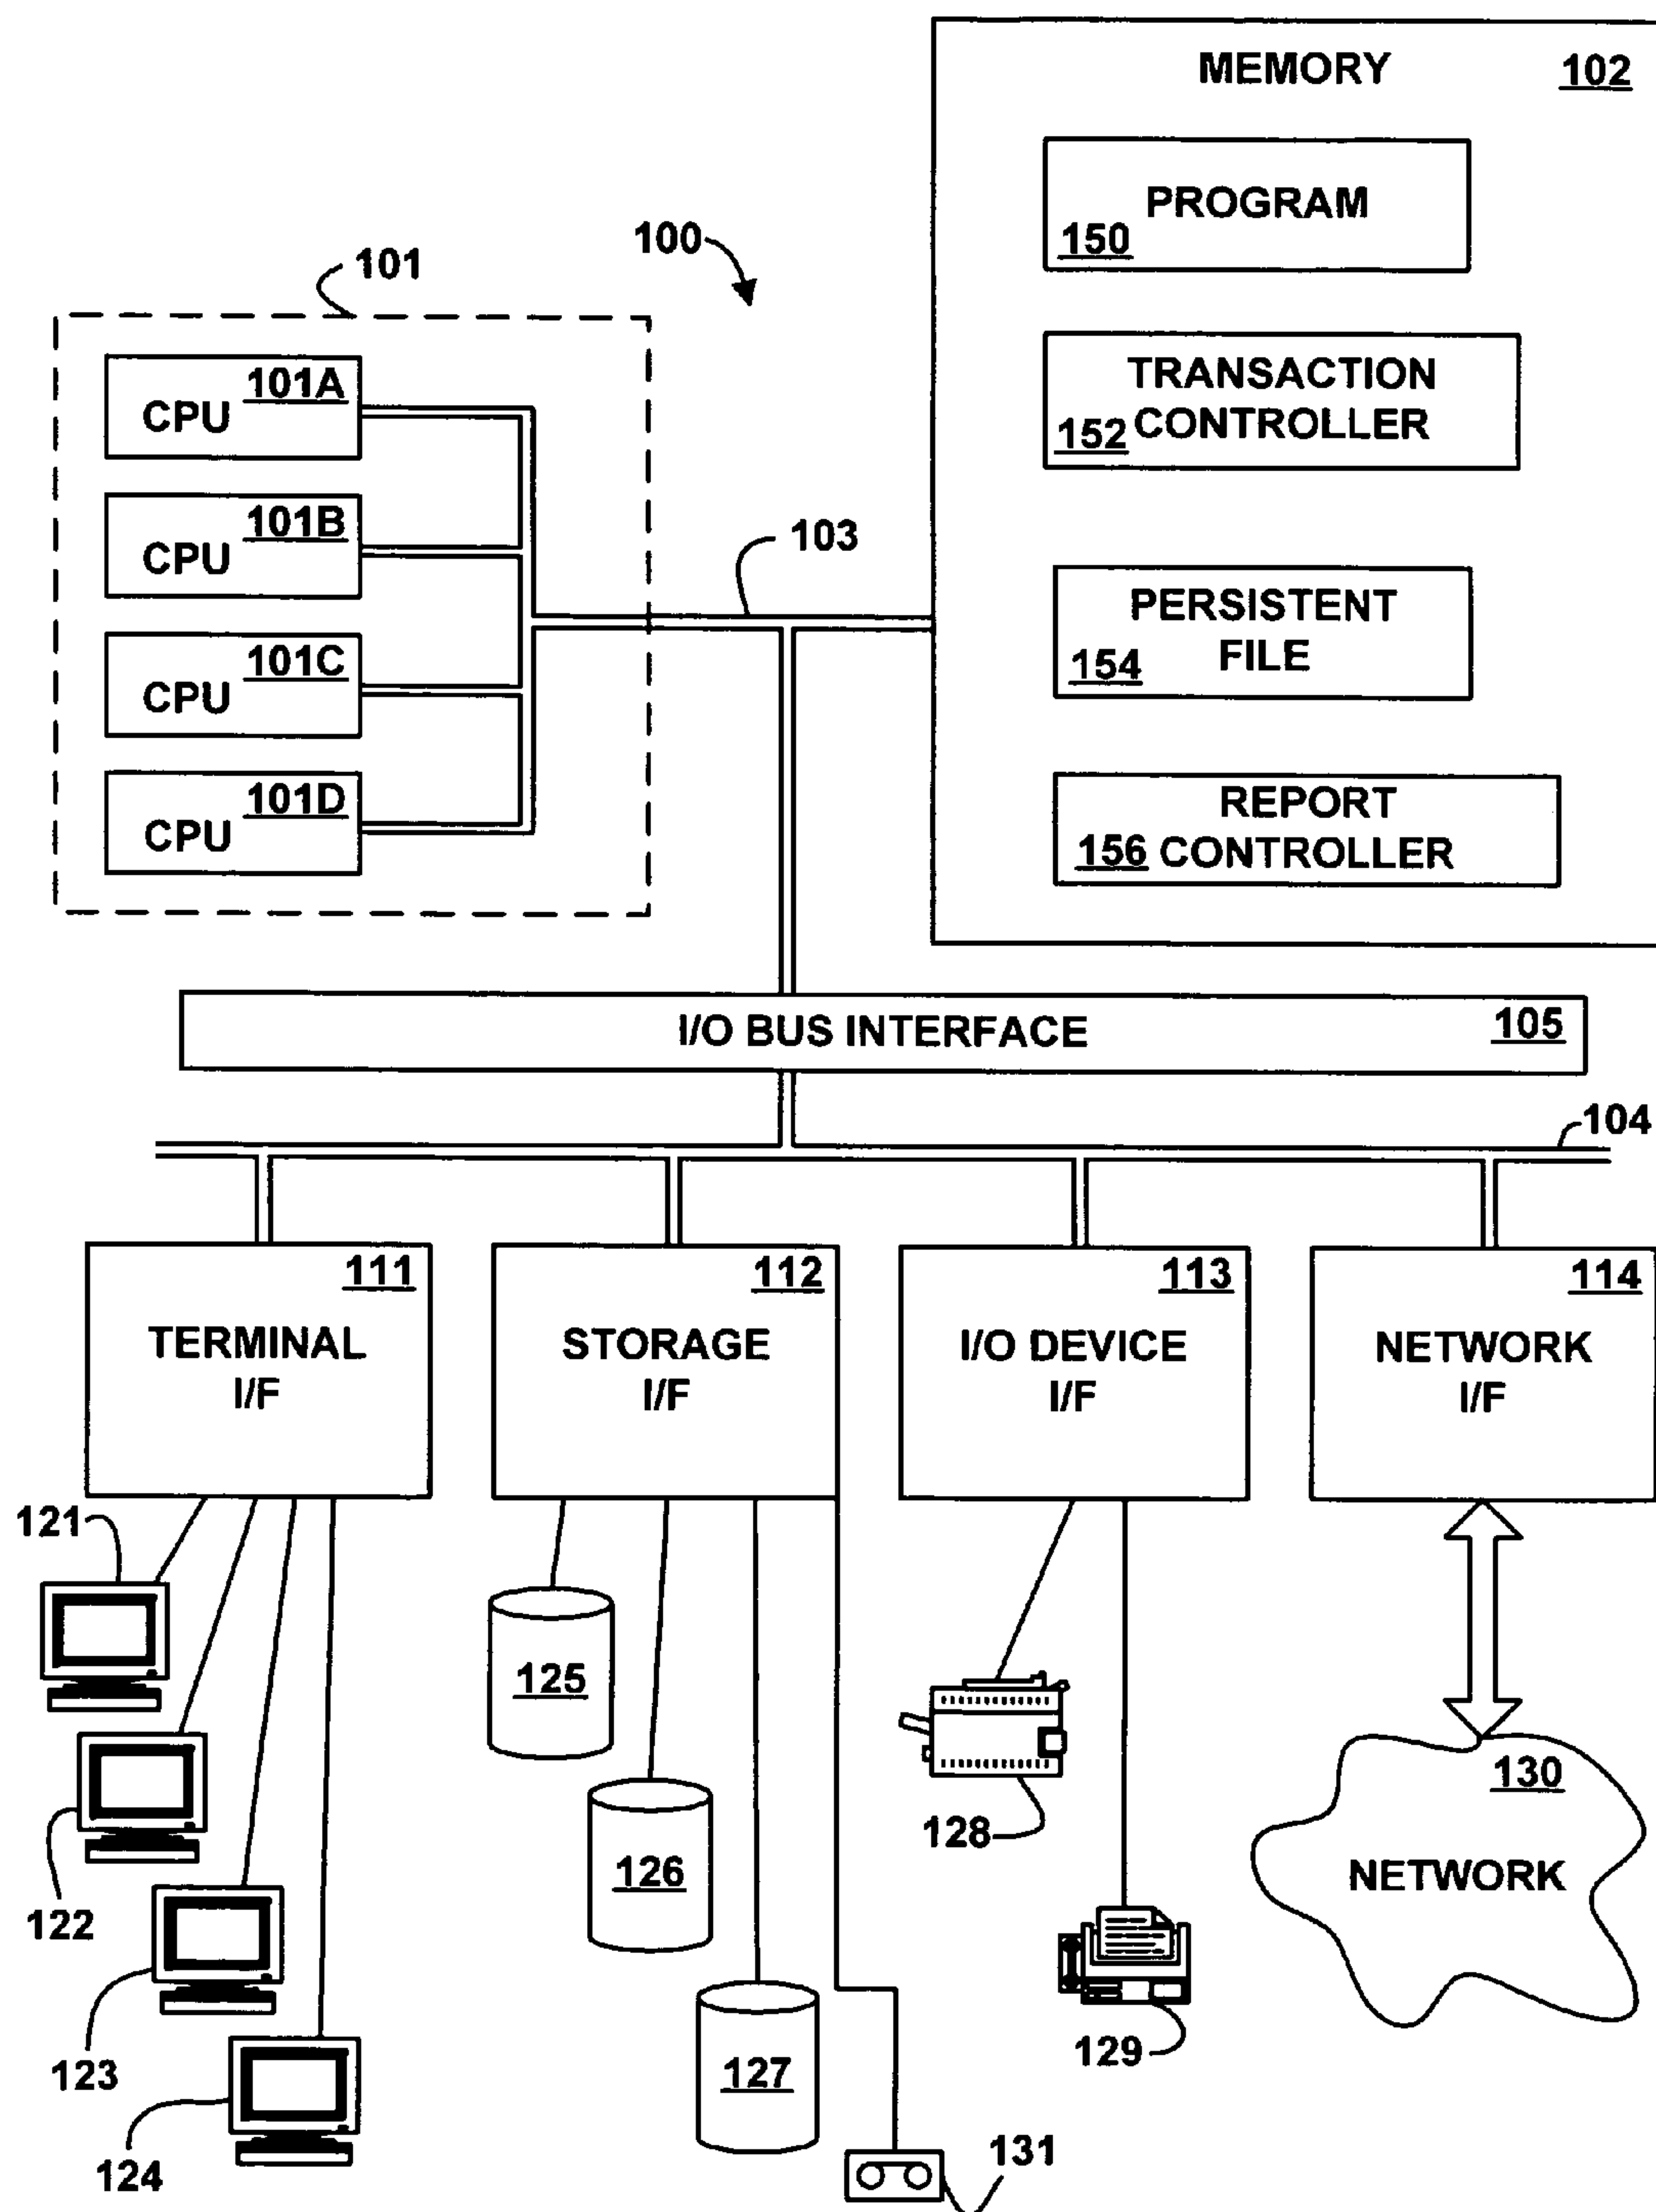 MEMORY 102
PROGRAM
150
TRANSACTION
152 CONTROLLER
PERSISTENT
154 FILE
REPORT
156 CONTROLLER
100
101
CPU 101A
CPU 101B
CPU 101C
CPU 101D
103
I/O BUS INTERFACE 105
104
111
TERMINAL
I/F
112
STORAGE
I/F
113
I/O DEVICE
I/F
114
NETWORK
I/F
121
122
123
124
125
126
127
131
128
129
130
NETWORK